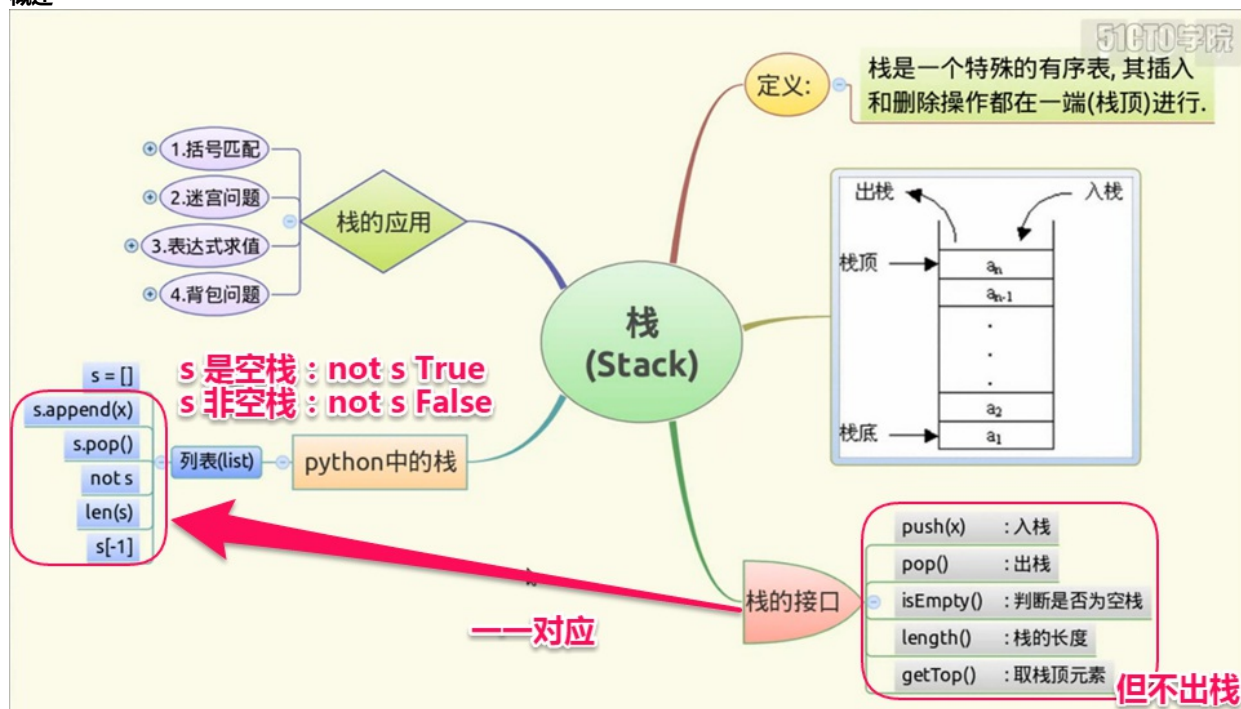 概述
51CTO学院
定义:
栈是一个特殊的有序表, 其插入
和删除操作都在一端(栈顶)进行.
1.括号匹配
2.迷宫问题
3.表达式求值
4.背包问题
栈的应用
出栈
入栈
栈顶
aₙ
aₙ₋₁
.
.
.
a₂
栈底
a₁
栈
(Stack)
s 是空栈：not s True
s 非空栈：not s False
s = []
s.append(x)
s.pop()
not s
len(s)
s[-1]
列表(list)
python中的栈
一一对应
栈的接口
push(x) : 入栈
pop() : 出栈
isEmpty() : 判断是否为空栈
length() : 栈的长度
getTop() : 取栈顶元素
但不出栈